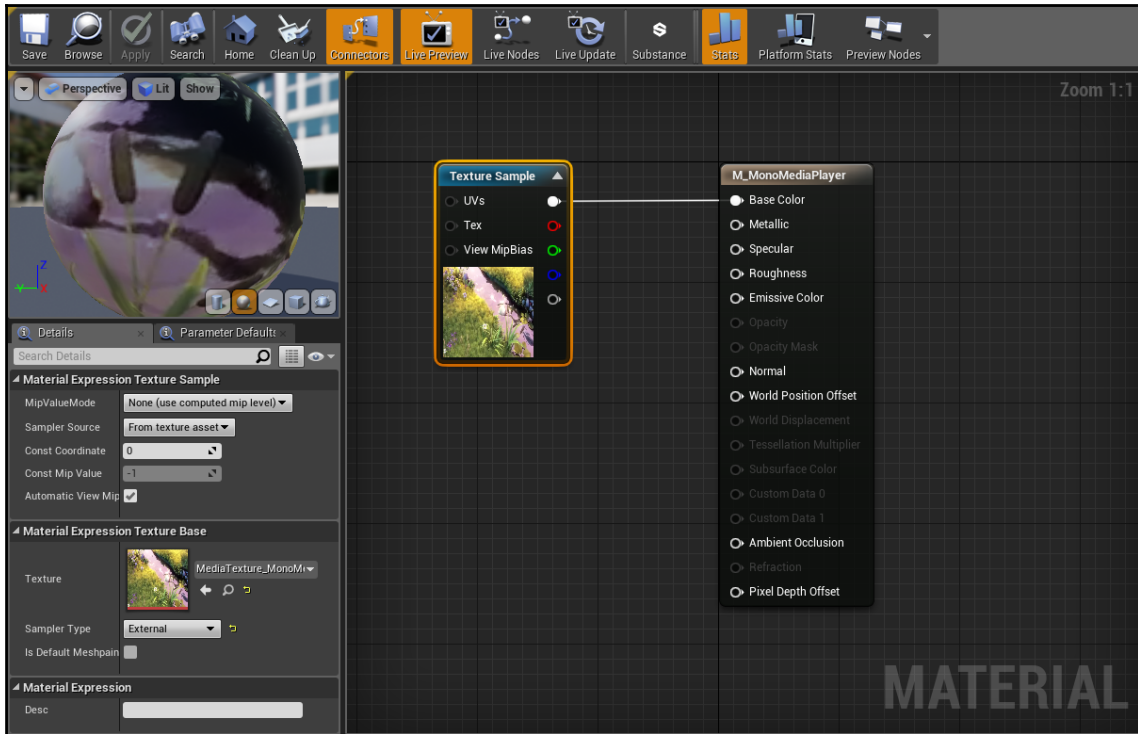 Save Browse Apply Search Home Clean Up Connectors Live Preview Live Nodes Live Update Substance Stats Platform Stats Preview Nodes
Perspective Lit Show
Zoom 1:1
Z
Y X
Texture Sample
UVs
Tex
View MipBias
M_MonoMediaPlayer
Base Color
Metallic
Specular
Roughness
Emissive Color
Opacity
Opacity Mask
Normal
World Position Offset
World Displacement
Tessellation Multiplier
Subsurface Color
Custom Data 0
Custom Data 1
Ambient Occlusion
Refraction
Pixel Depth Offset
Details Parameter Defaults
Search Details
Material Expression Texture Sample
MipValueMode None (use computed mip level)
Sampler Source From texture asset
Const Coordinate 0
Const Mip Value -1
Automatic View Mip
Material Expression Texture Base
Texture MediaTexture_MonoMe
Sampler Type External
Is Default Meshpain
Material Expression
Desc
MATERIAL